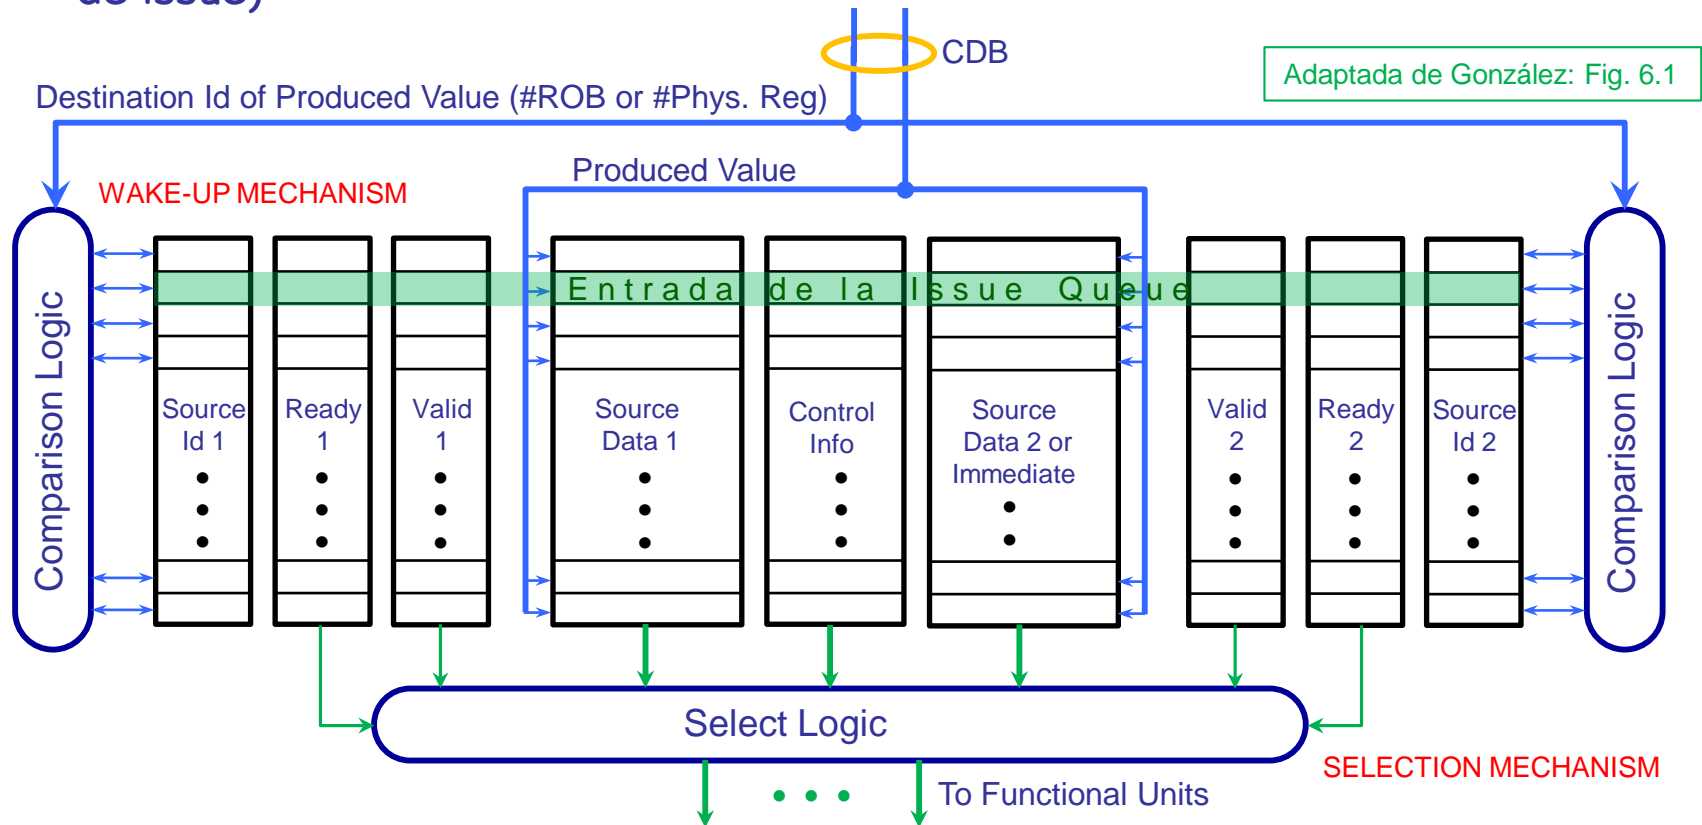 de issue)
CDB
Adaptada de González: Fig. 6.1
Destination Id of Produced Value (#ROB or #Phys. Reg)
Produced Value
WAKE-UP MECHANISM
Entrada de la Issue Queue
Comparison Logic
Source
Id 1
Ready
1
Valid
1
Source
Data 1
Control
Info
Source
Data 2 or
Immediate
Valid
2
Ready
2
Source
Id 2
Comparison Logic
Select Logic
SELECTION MECHANISM
To Functional Units